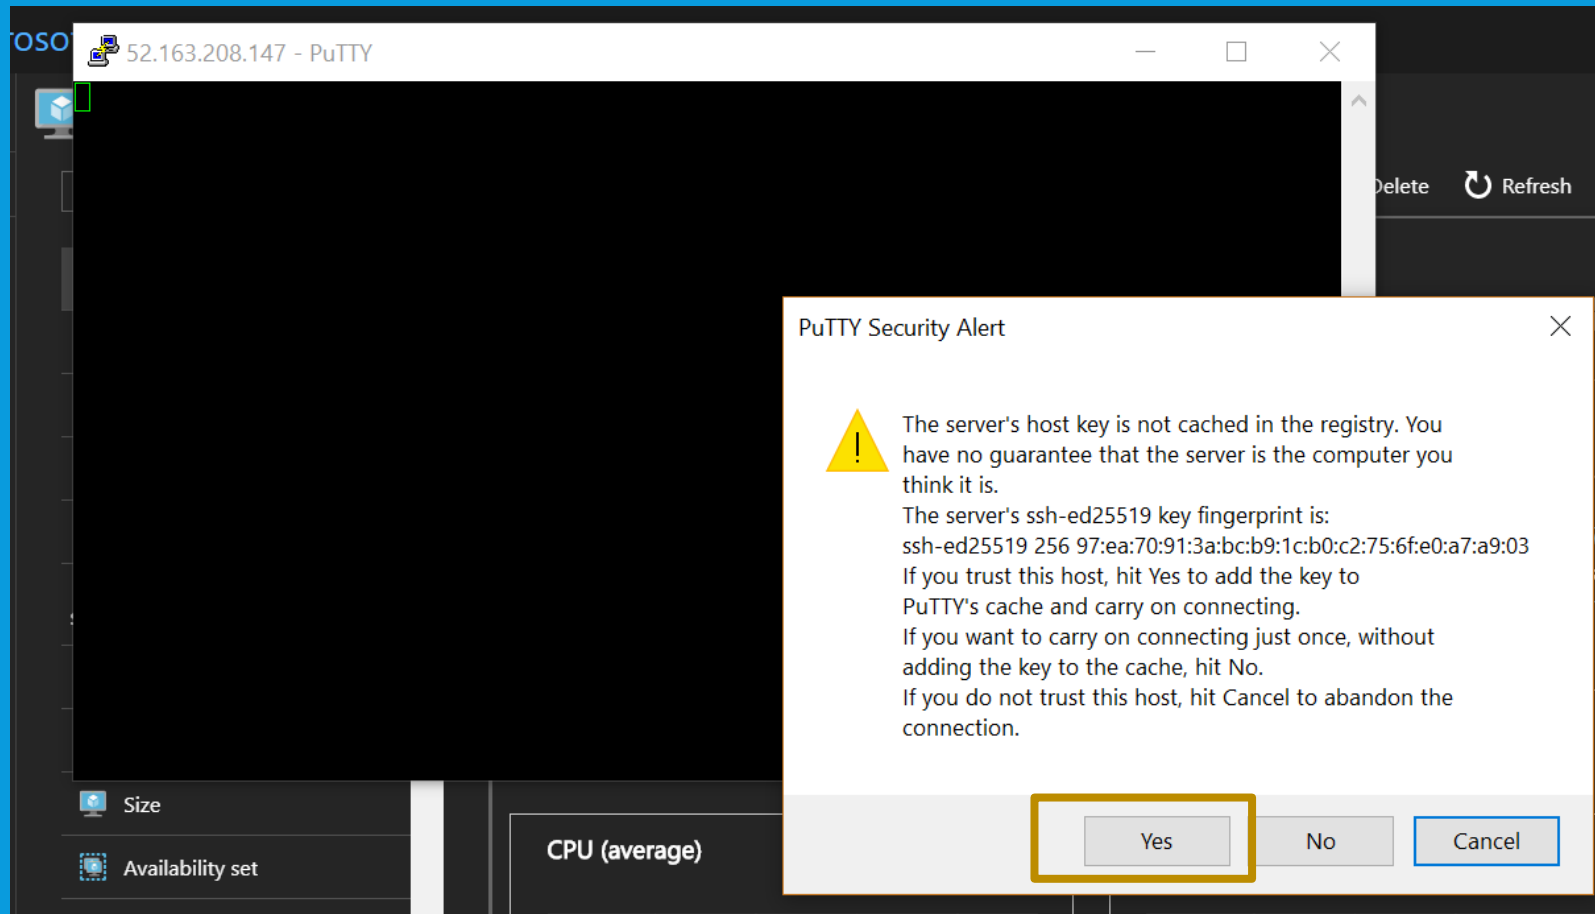 52.163.208.147 - PuTTY
Refresh
PuTTY Security Alert
The server's host key is not cached in the registry. You
have no guarantee that the server is the computer you
think it is.
The server's ssh-ed25519 key fingerprint is:
ssh-ed25519 256 97:ea:70:91:3a:bc:b9:1c:b0:c2:75:6f:e0:a7:a9:03
If you trust this host, hit Yes to add the key to
PuTTY's cache and carry on connecting.
If you want to carry on connecting just once, without
adding the key to the cache, hit No.
If you do not trust this host, hit Cancel to abandon the
connection.
Size
CPU (average)
Yes No Cancel
Availability set